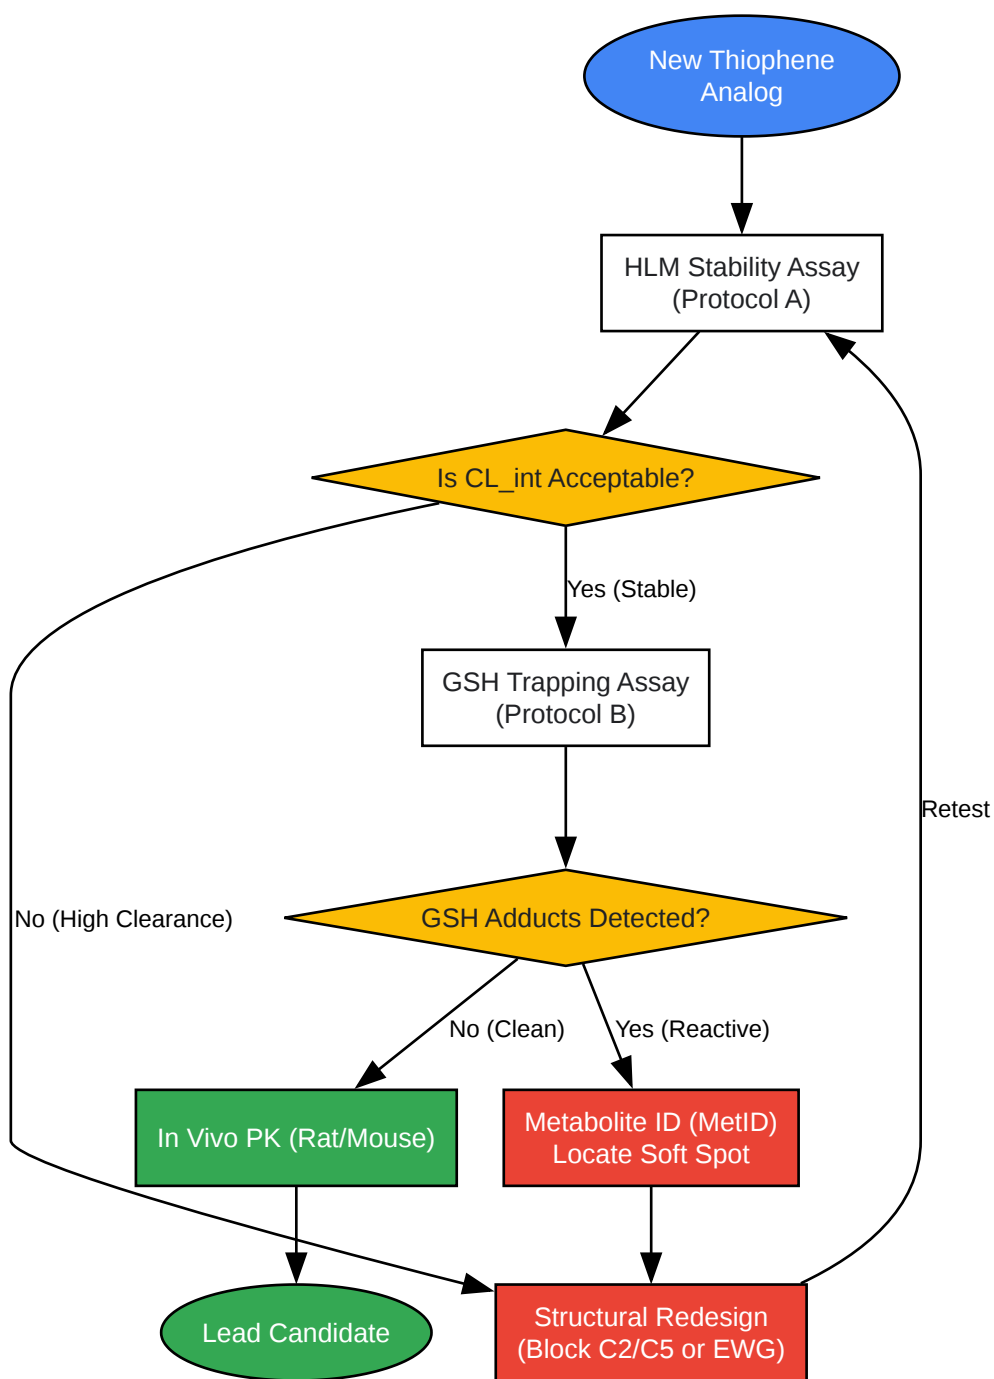 New Thiophene
Analog
HLM Stability Assay
(Protocol A)
Is CL_int Acceptable?
Yes (Stable)
GSH Trapping Assay
(Protocol B)
Retest
GSH Adducts Detected?
No (High Clearance)
No (Clean)
Yes (Reactive)
In Vivo PK (Rat/Mouse)
Metabolite ID (MetID)
Locate Soft Spot
Lead Candidate
Structural Redesign
(Block C2/C5 or EWG)